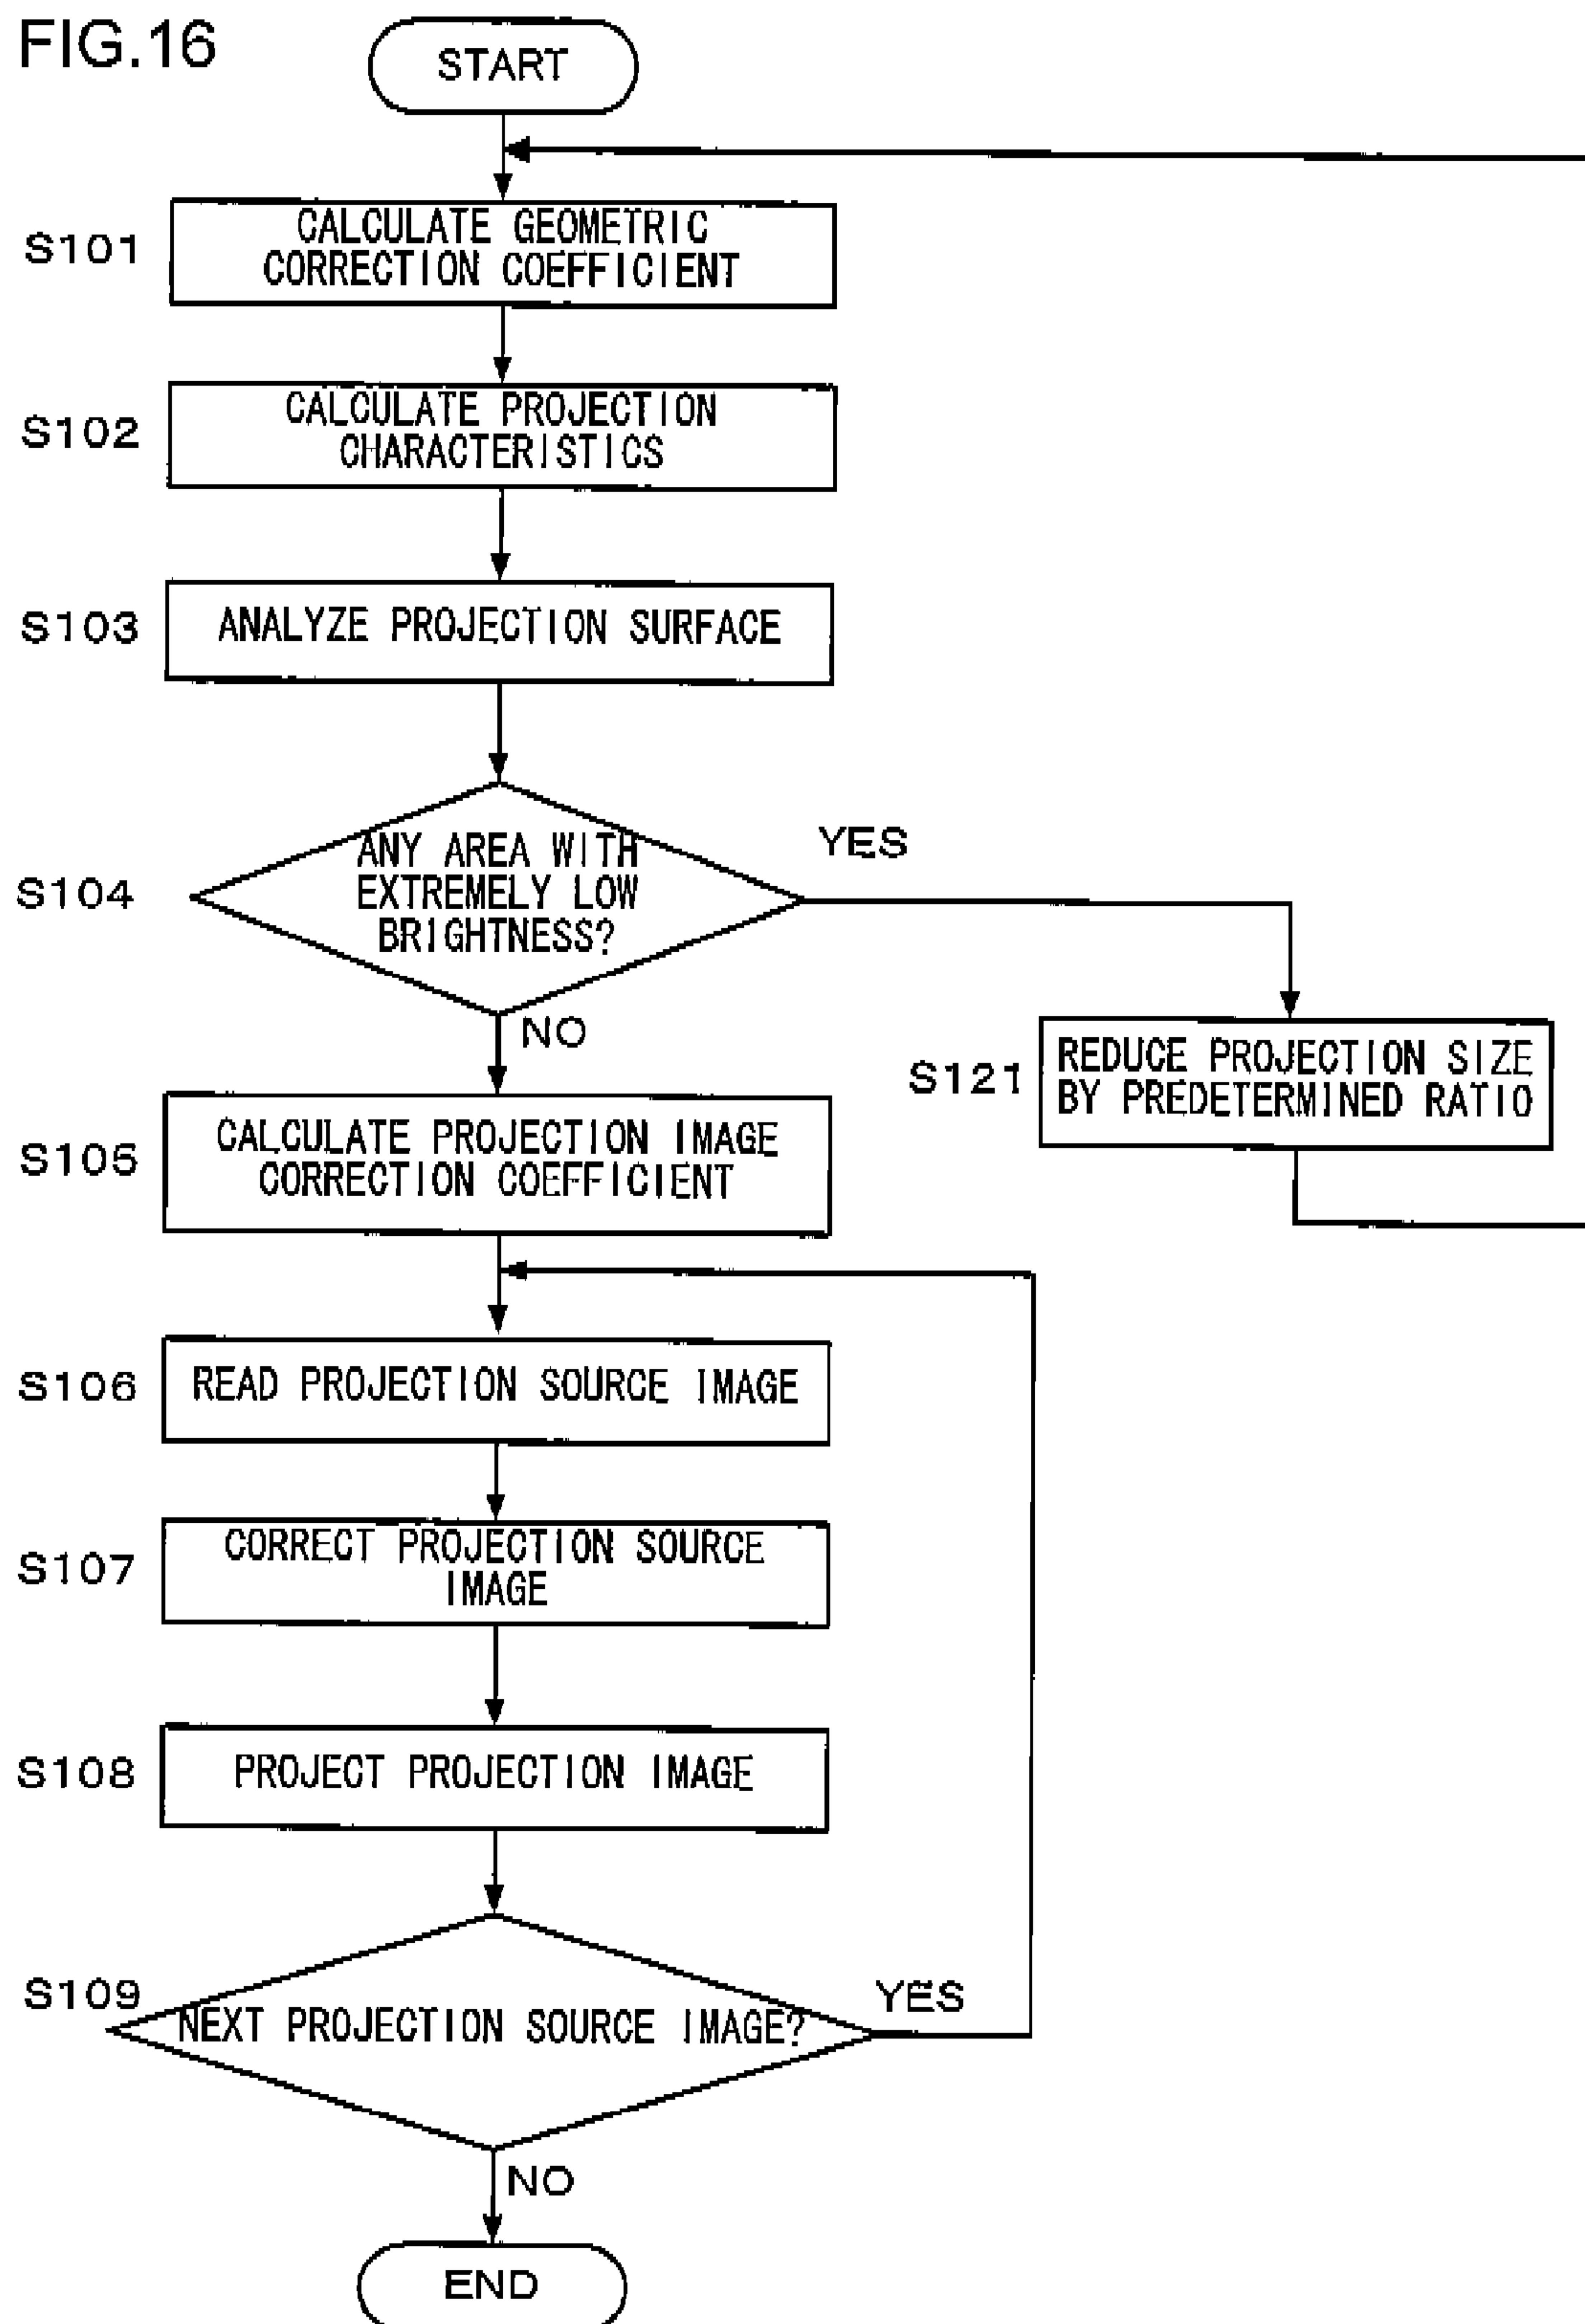 FIG.16
START
S101
CALCULATE GEOMETRIC
CORRECTION COEFFICIENT
S102
CALCULATE PROJECTION
CHARACTERISTICS
S103
ANALYZE PROJECTION SURFACE
S104
ANY AREA WITH
EXTREMELY LOW
BRIGHTNESS?
YES
NO
S121
REDUCE PROJECTION SIZE
BY PREDETERMINED RATIO
S105
CALCULATE PROJECTION IMAGE
CORRECTION COEFFICIENT
S106
READ PROJECTION SOURCE IMAGE
S107
CORRECT PROJECTION SOURCE
IMAGE
S108
PROJECT PROJECTION IMAGE
S109
NEXT PROJECTION SOURCE IMAGE?
YES
NO
END